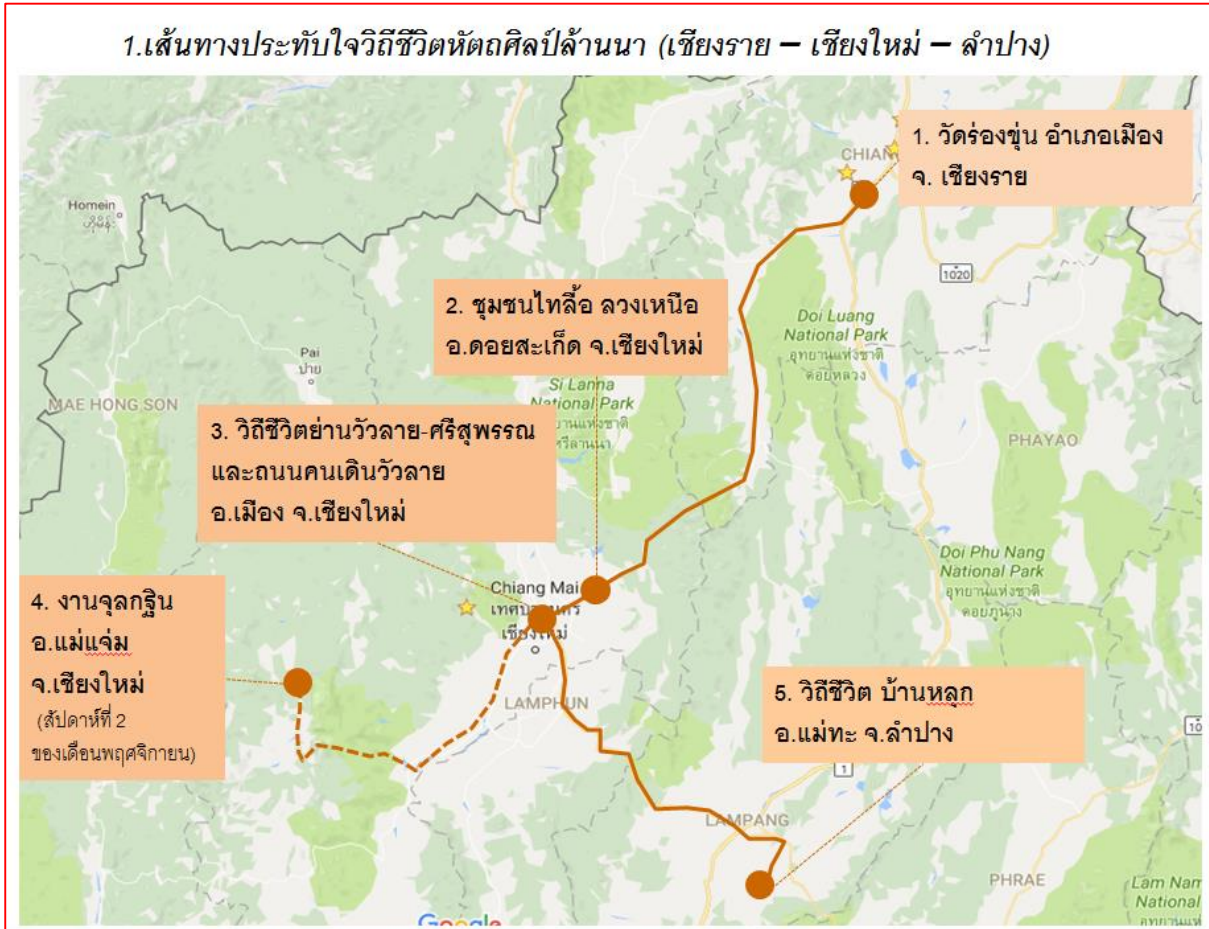 1.เส้นทางประทับใจวิถีชีวิตหัตถศิลป์ล้านนา (เชียงราย – เชียงใหม่ – ลำปาง)
1. วัดร่องขุ่น อำเภอเมือง
จ. เชียงราย
Homein
1020
2. ชุมชนไทลื้อ ลวงเหนือ
อ.ดอยสะเก็ด จ.เชียงใหม่
Doi Luang
National Park
อุทยานแห่งชาติ
ดอยหลวง
Pai
ปาย
Si Lanna
National Park
MAE HONG SON
3. วิถีชีวิตย่านวัวลาย-ศรีสุพรรณ
และถนนคนเดินวัวลาย
อ.เมือง จ.เชียงใหม่
PHAYAO
Doi Phu Nang
National Park
อุทยานแห่งชาติ
ดอยภูนาง
Chiang Mai
เชียงใหม่
4. งานจุลกฐิน
อ.แม่แจ่ม
จ.เชียงใหม่
(สัปดาห์ที่ 2
ของเดือนพฤศจิกายน)
LAMPHUN
5. วิถีชีวิต บ้านหลุก
อ.แม่ทะ จ.ลำปาง
10
1
LAMPANG
PHRAE
Lam Nam
National
Google